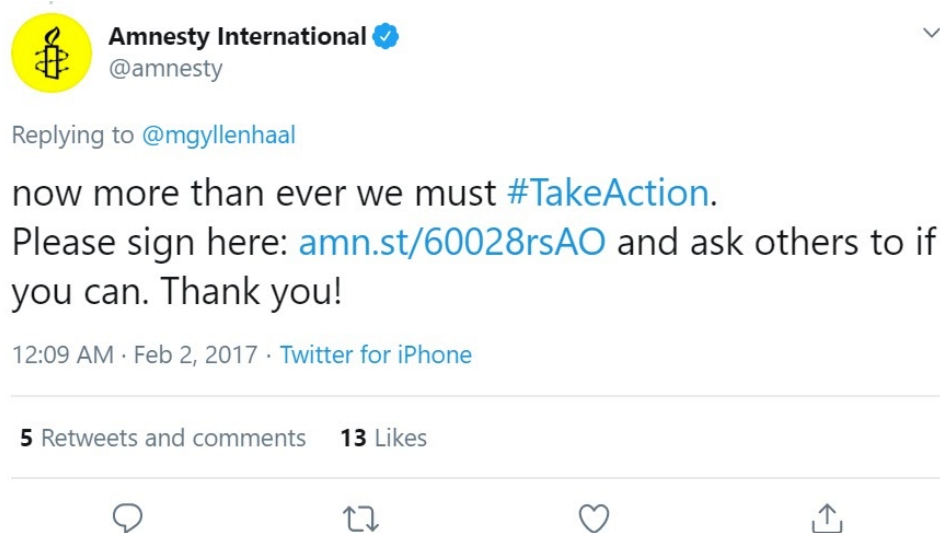 Amnesty International
@amnesty
Replying to @mgyllenhaal
now more than ever we must #TakeAction.
Please sign here: amn.st/60028rsAO and ask others to if
you can. Thank you!
12:09 AM · Feb 2, 2017 · Twitter for iPhone
5 Retweets and comments 13 Likes